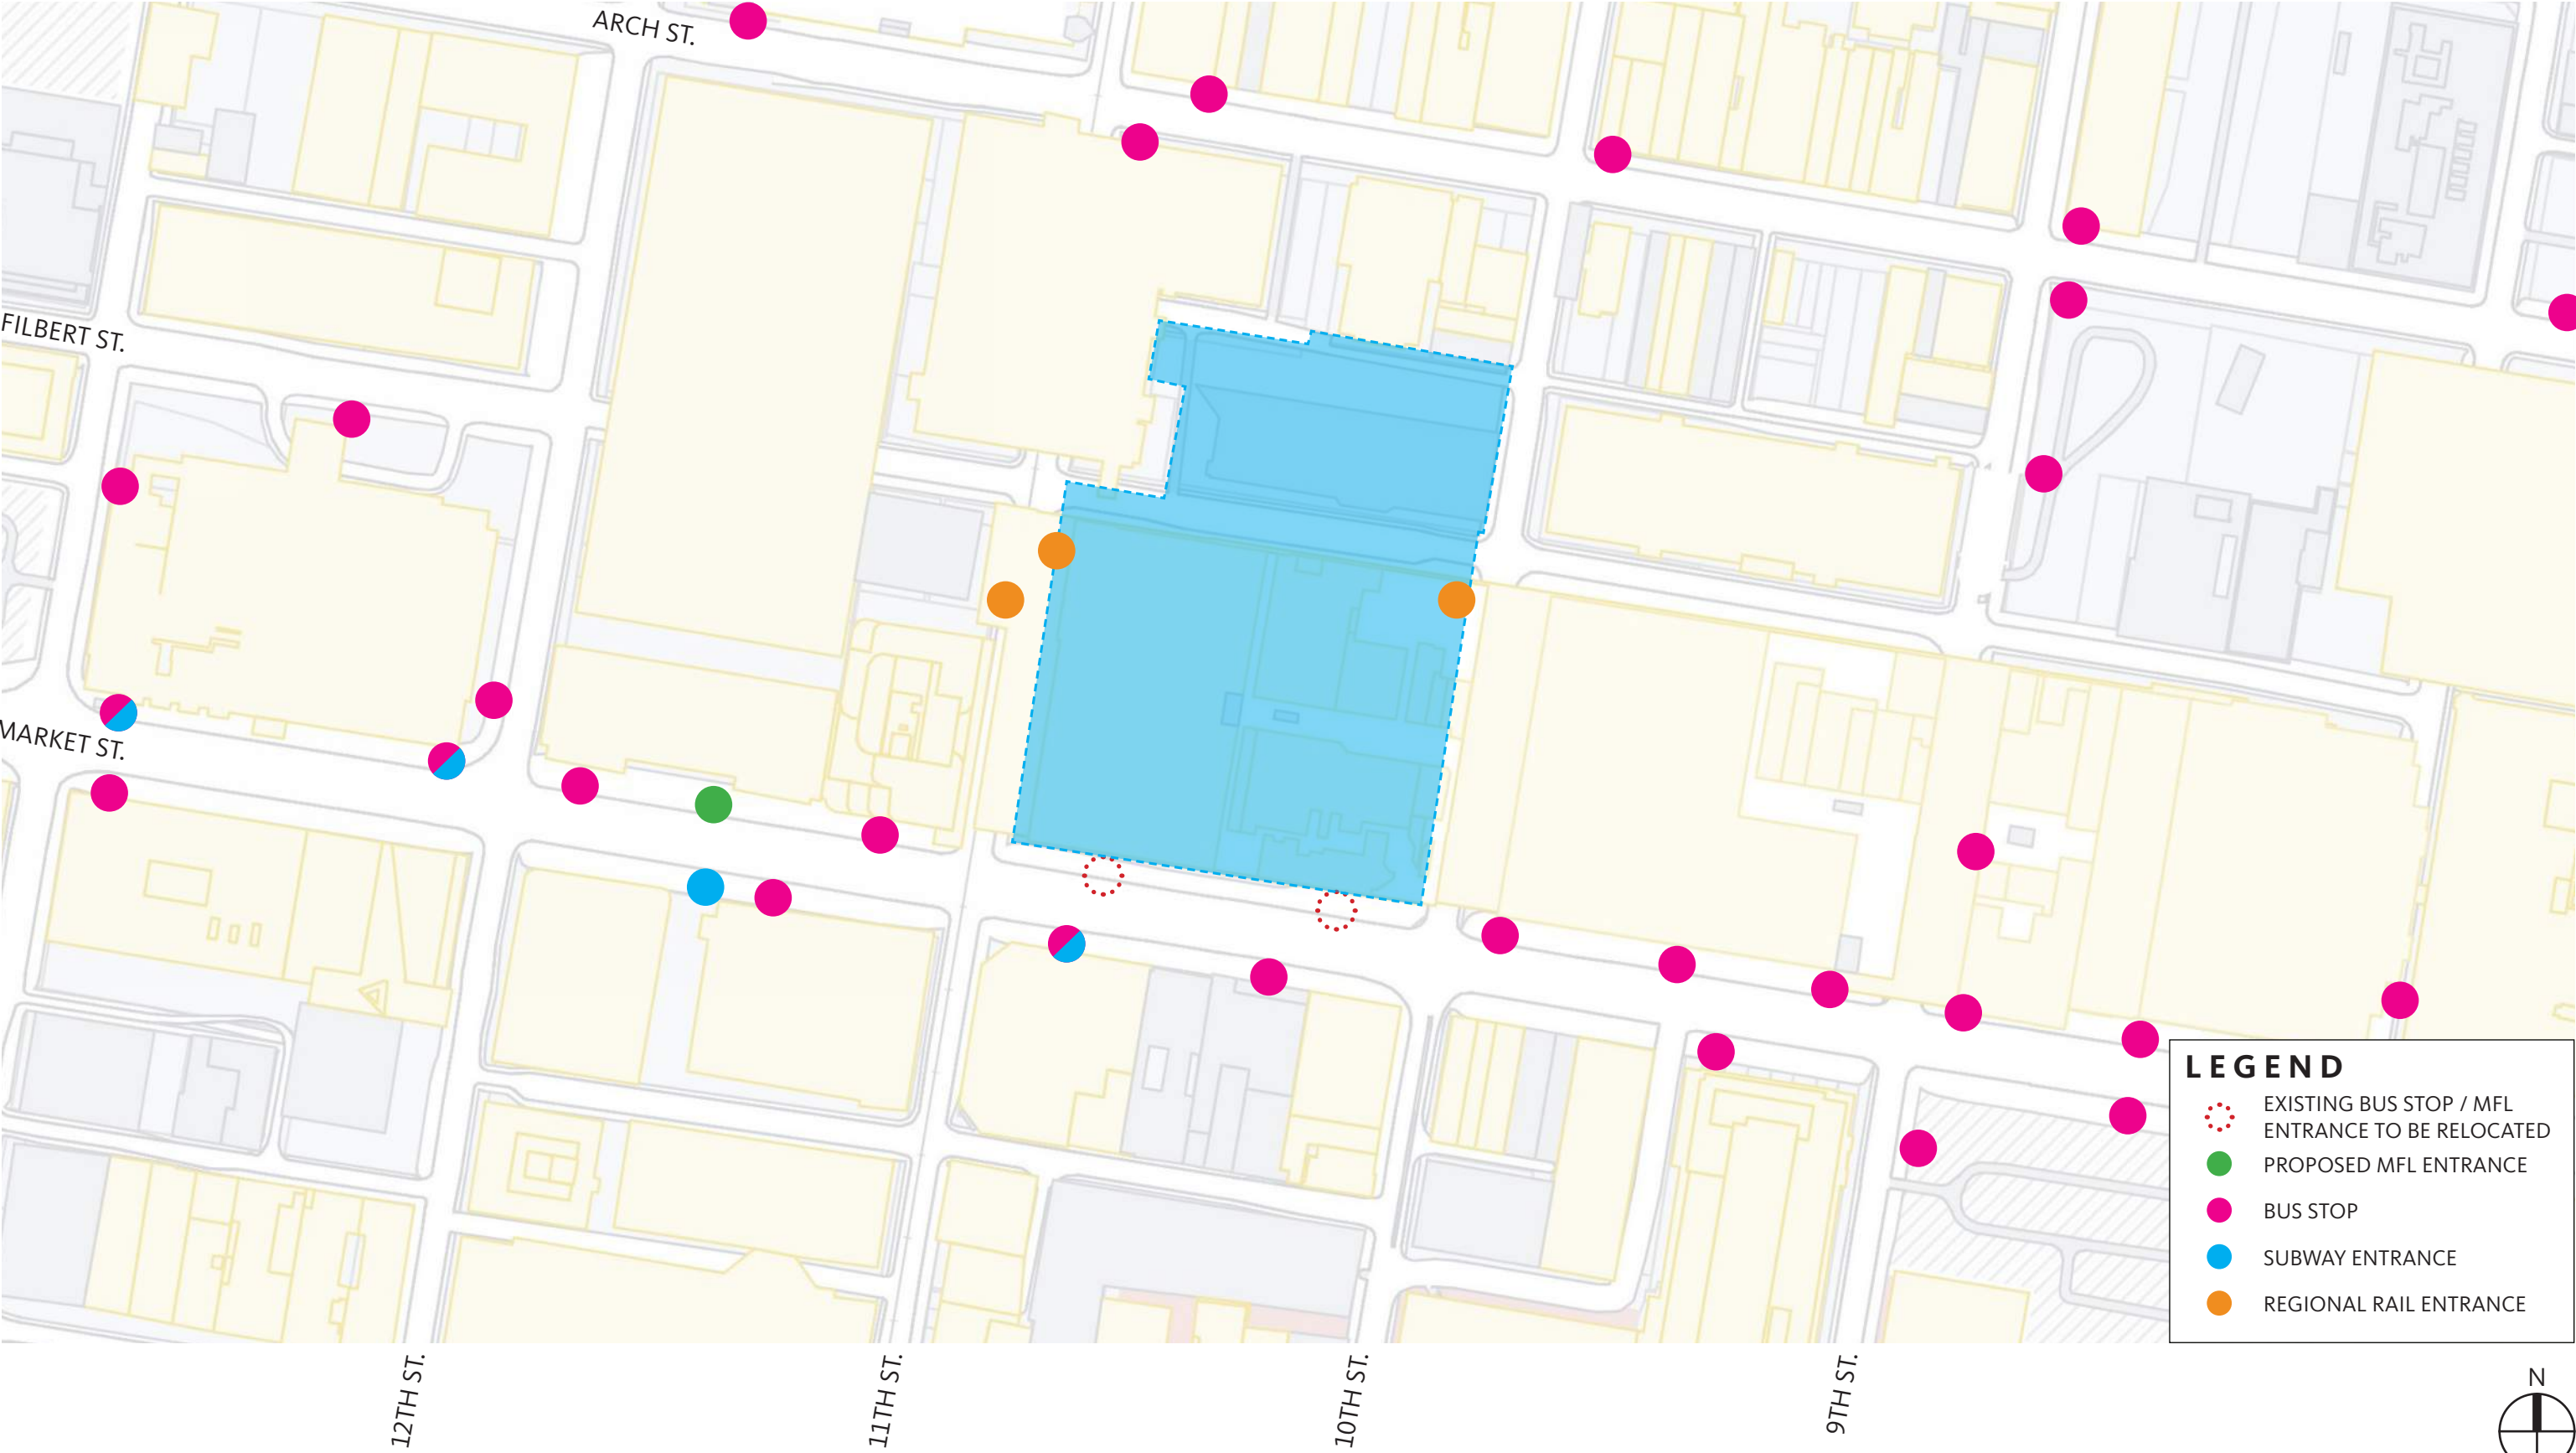 ARCH ST.
FILBERT ST.
MARKET ST.
LEGEND
EXISTING BUS STOP / MFL
ENTRANCE TO BE RELOCATED
PROPOSED MFL ENTRANCE
BUS STOP
SUBWAY ENTRANCE
REGIONAL RAIL ENTRANCE
12TH ST.
11TH ST.
10TH ST.
9TH ST.
N